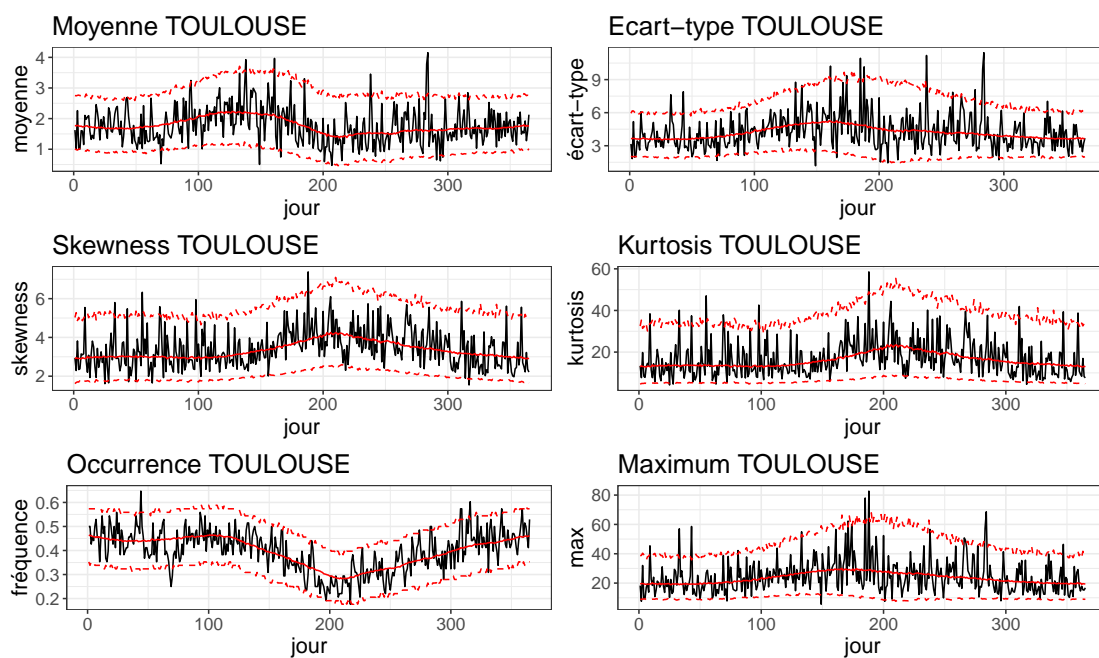 Moyenne TOULOUSE
moyenne
4
3
2
1
0 100 200 300
jour
Ecart−type TOULOUSE
écart−type
9
6
3
0 100 200 300
jour
Skewness TOULOUSE
skewness
6
4
2
0 100 200 300
jour
Kurtosis TOULOUSE
kurtosis
60
40
20
0 100 200 300
jour
Occurrence TOULOUSE
fréquence
0.6
0.5
0.4
0.3
0.2
0 100 200 300
jour
Maximum TOULOUSE
max
80
60
40
20
0 100 200 300
jour